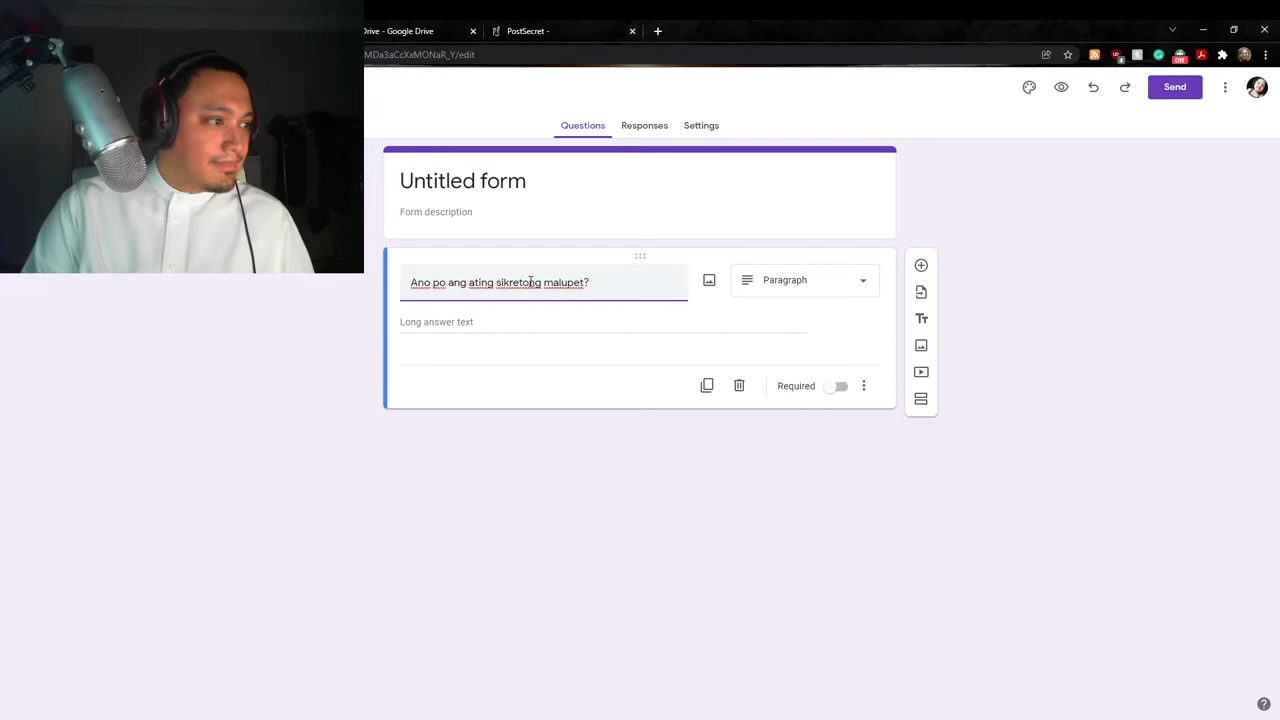 Drive - Google Drive
PostSecret -
MDa3aCcXxMONaR_Y/edit
Off
Send
Questions
Responses
Settings
Untitled form
Form description
Ano po ang ating sikretong malupet?
Paragraph
Long answer text
Required